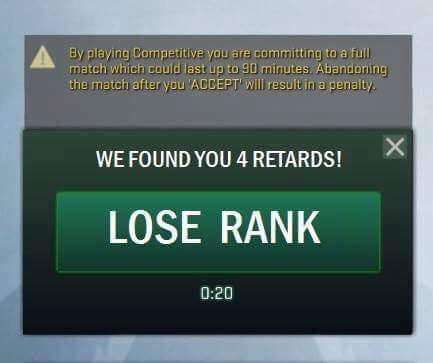 By playing Competitive you are committing to a full
match which could last up to 90 minutes. Abandoning
the match after you 'ACCEPT' will result in a penalty.
WE FOUND YOU 4 RETARDS!
LOSE RANK
0:20